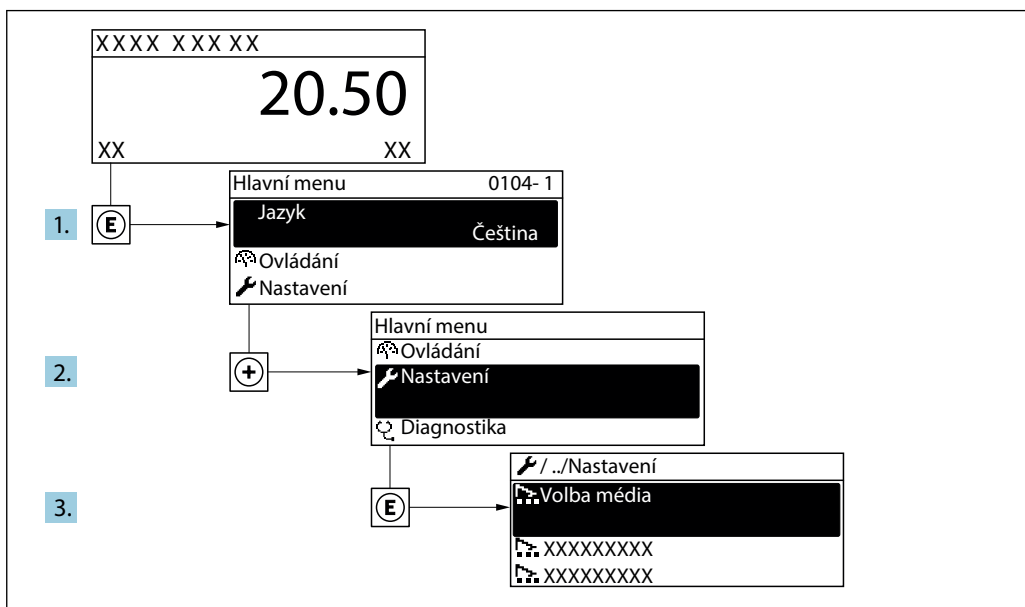 XXXX XXX XX
20.50
XX XX
Hlavní menu 0104- 1
1. E Jazyk
Čeština
Ovládání
Nastavení
Hlavní menu
Ovládání
2. + Nastavení
Diagnostika
/ ../Nastavení
3. E Volba média
XXXXXXXXX
XXXXXXXXX